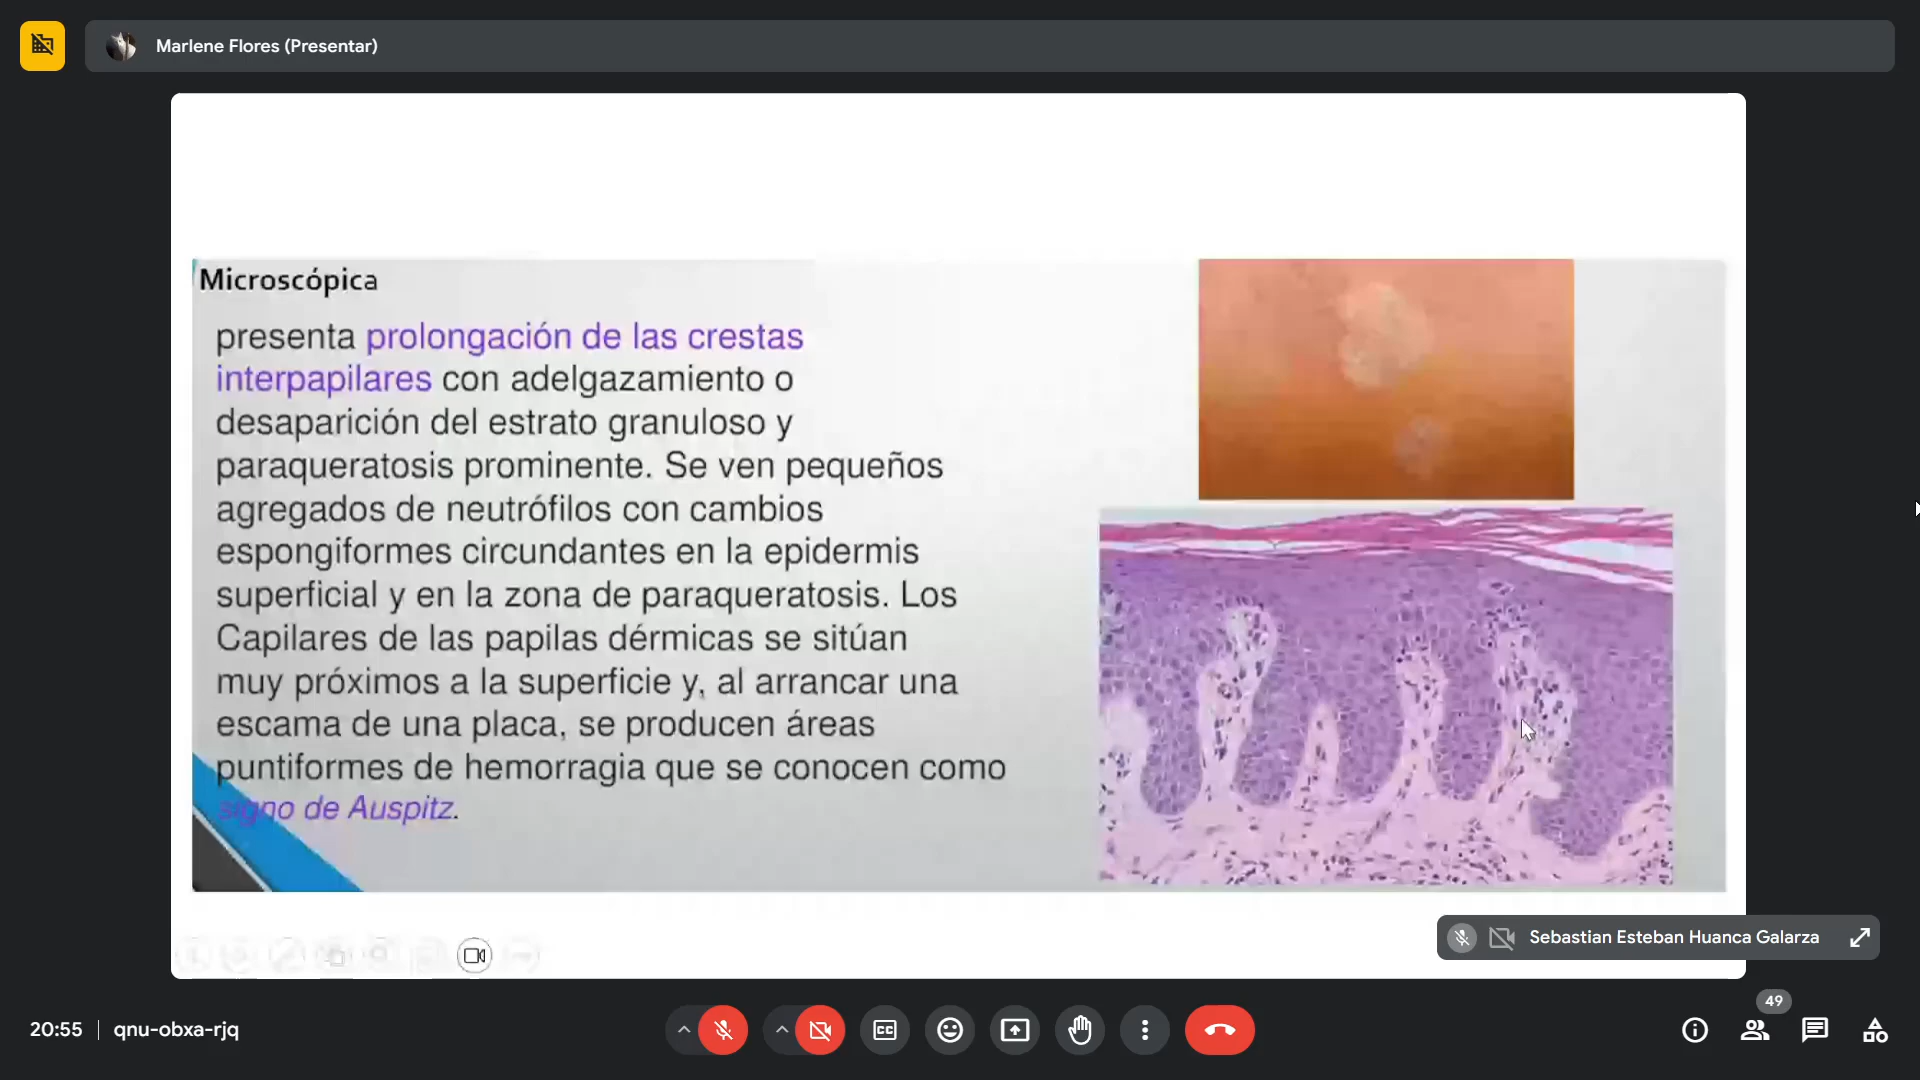 Marlene Flores (Presentar)
Microscópica
presenta prolongación de las crestas
interpapilares con adelgazamiento o
desaparición del estrato granuloso y
paraqueratosis prominente. Se ven pequeños
agregados de neutrófilos con cambios
espongiformes circundantes en la epidermis
superficial y en la zona de paraqueratosis. Los
Capilares de las papilas dérmicas se sitúan
muy próximos a la superficie y, al arrancar una
escama de una placa, se producen áreas
puntiformes de hemorragia que se conocen como
signo de Auspitz.
Sebastian Esteban Huanca Galarza
49
20:55 | qnu-obxa-rjq
CC